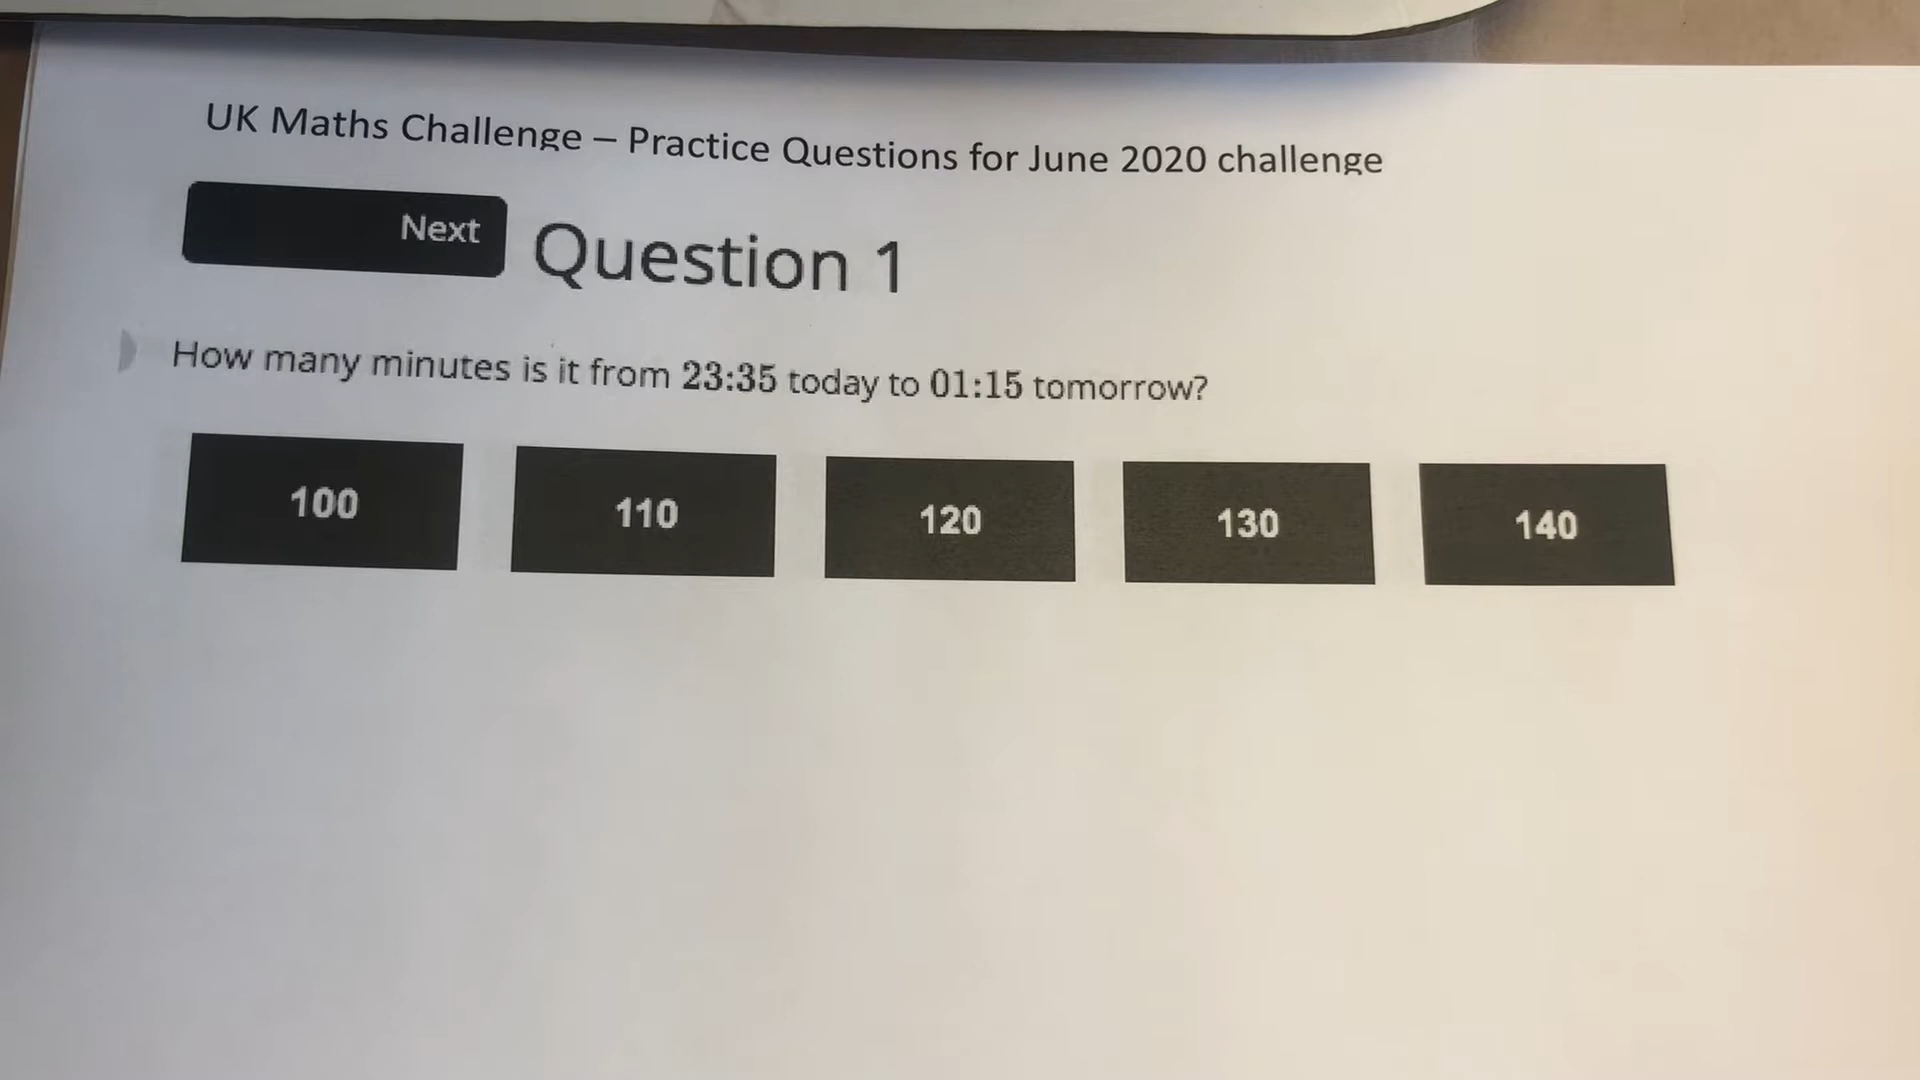 UK Maths Challenge – Practice Questions for June 2020 challenge
Next
Question 1
How many minutes is it from 23:35 today to 01:15 tomorrow?
100 110 120 130 140